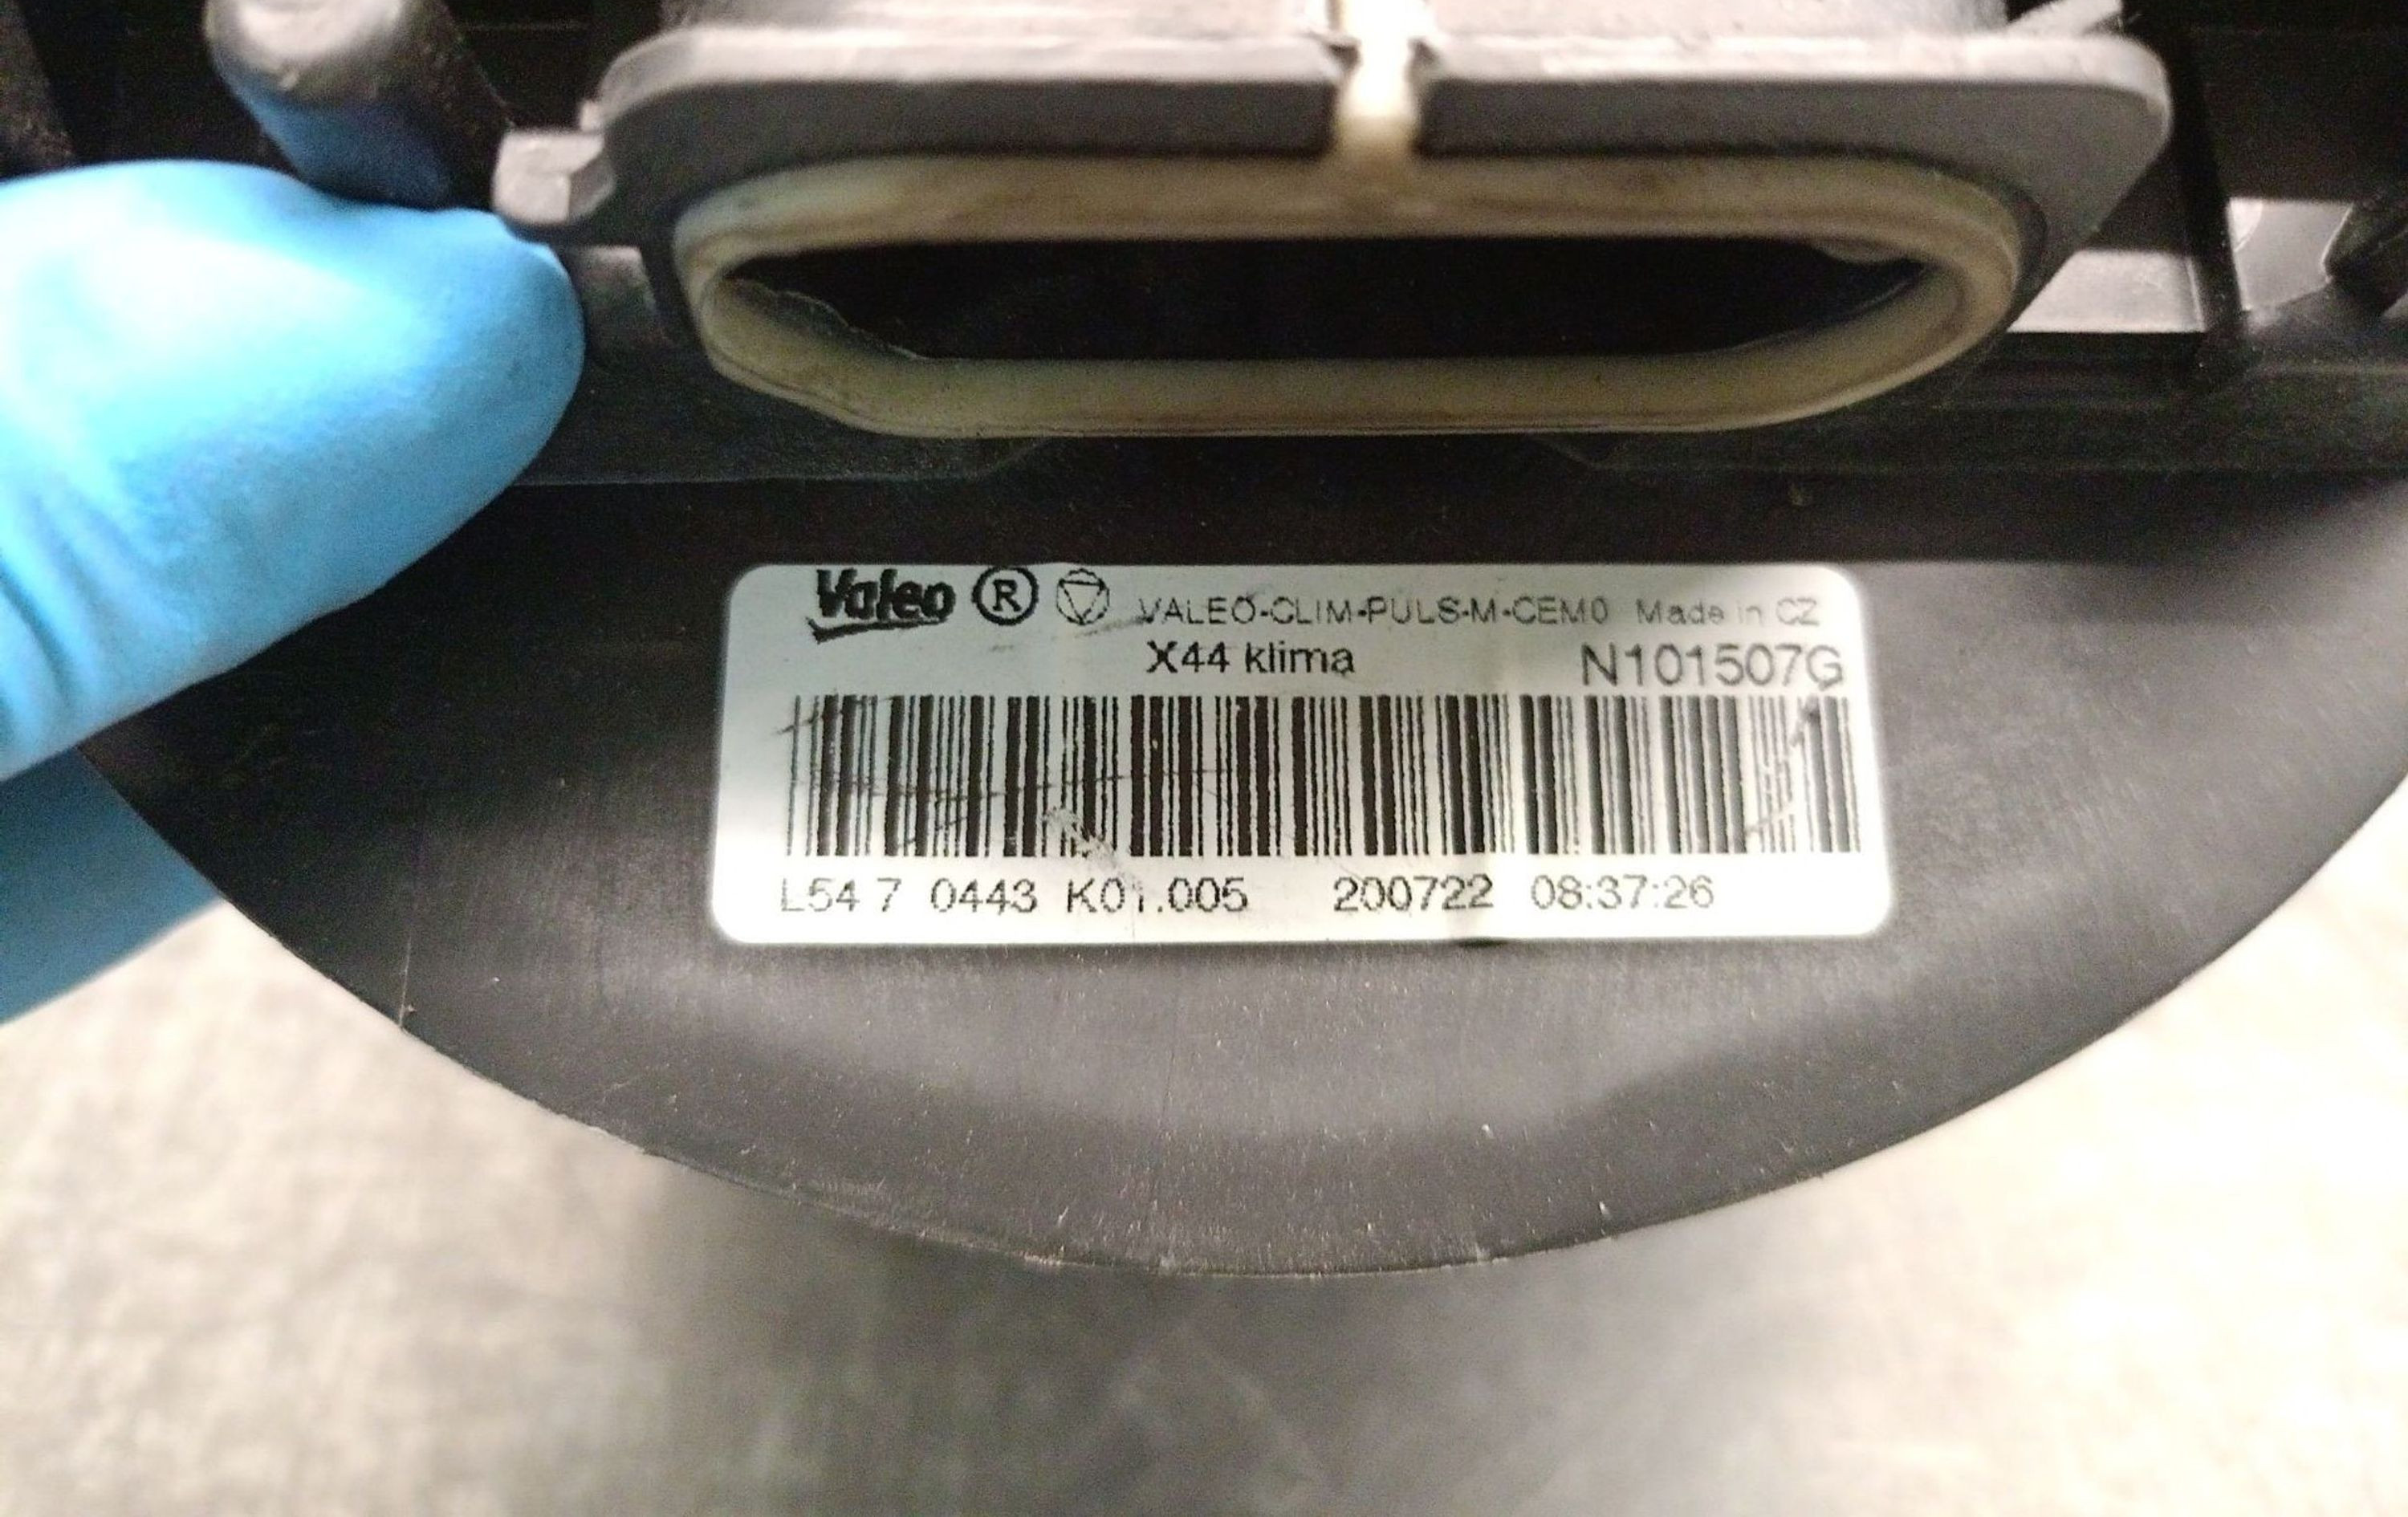 Valeo ® VALEO-CLIM-PULS-M-CEM0 Made in CZ
X44 klima N101507G
L54 7 0443 K01.005 200722 08:37:26